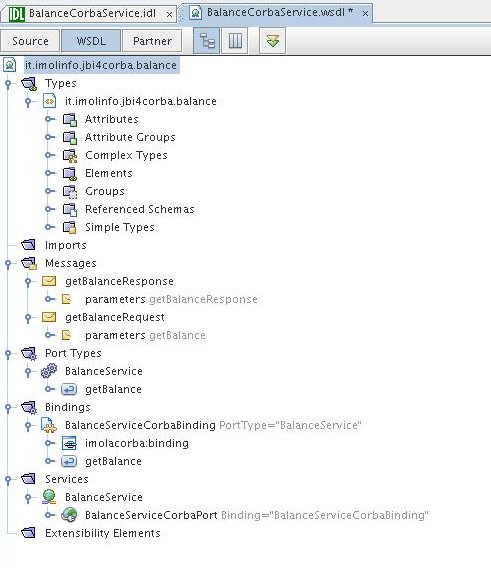 IDL BalanceCorbaService.idl x BalanceCorbaService.wsdl * x
Source WSDL Partner
it.imolinfo.jbi4corba.balance
Types
it.imolinfo.jbi4corba.balance
Attributes
Attribute Groups
Complex Types
Elements
Groups
Referenced Schemas
Simple Types
Imports
Messages
getBalanceResponse
parameters getBalanceResponse
getBalanceRequest
parameters getBalance
Port Types
BalanceService
getBalance
Bindings
BalanceServiceCorbaBinding PortType="BalanceService"
imolacorba:binding
getBalance
Services
BalanceService
BalanceServiceCorbaPort Binding="BalanceServiceCorbaBinding"
Extensibility Elements